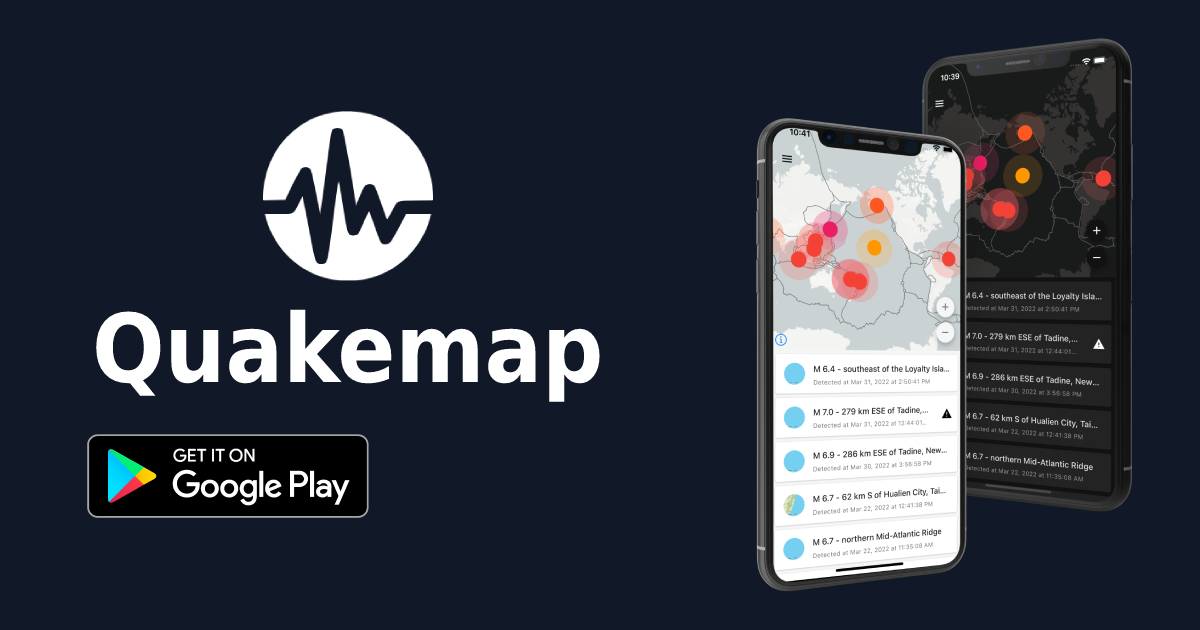 Quakemap
GET IT ON
Google Play
10:41
M 6.4 - southeast of the Loyalty Isla...
Detected at Mar 31, 2022 at 2:50:41 PM
M 7.0 - 279 km ESE of Tadine,...
Detected at Mar 31, 2022 at 12:44:01...
M 6.9 - 286 km ESE of Tadine, New...
Detected at Mar 30, 2022 at 3:56:58 PM
M 6.7 - 62 km S of Hualien City, Tai...
Detected at Mar 22, 2022 at 12:41:38 PM
M 6.7 - northern Mid-Atlantic Ridge
Detected at Mar 22, 2022 at 11:35:08 AM
10:39
M 6.4 - southeast of the Loyalty Isla...
Detected at Mar 31, 2022 at 2:50:41 PM
M 7.0 - 279 km ESE of Tadine,...
Detected at Mar 31, 2022 at 12:44:01...
M 6.9 - 286 km ESE of Tadine, New...
Detected at Mar 30, 2022 at 3:56:58 PM
M 6.7 - 62 km S of Hualien City, Tai...
Detected at Mar 22, 2022 at 12:41:38 PM
M 6.7 - northern Mid-Atlantic Ridge
Detected at Mar 22, 2022 at 11:35:08 AM